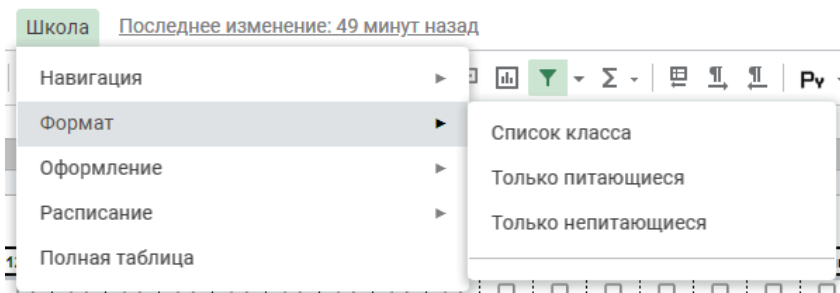 Школа Последнее изменение: 49 минут назад
Навигация
Формат
Оформление
Расписание
Полная таблица
Список класса
Только питающиеся
Только непитающиеся